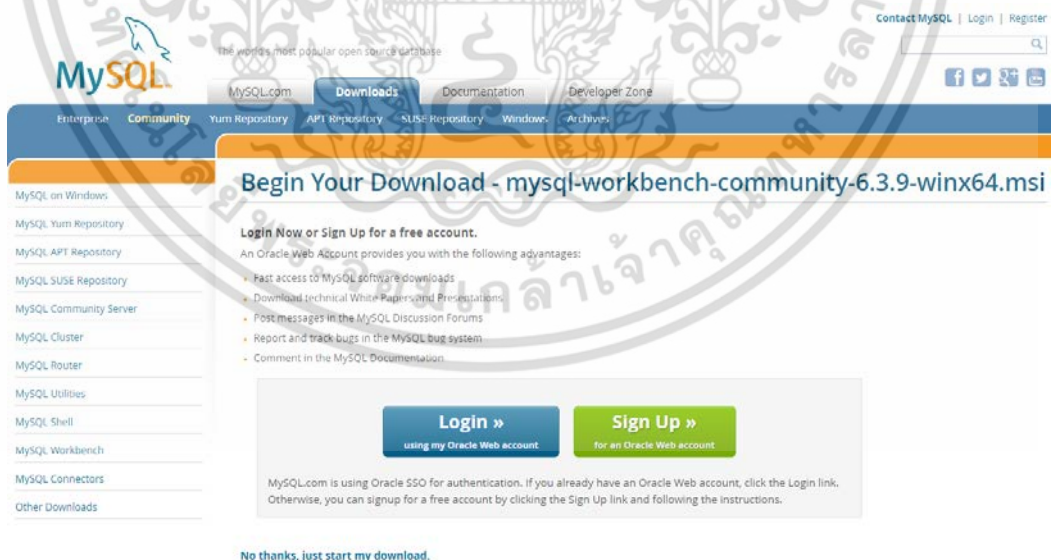 Contact MySQL | Login | Register
MySQL
The world's most popular open source database
MySQL.com Downloads Documentation Developer Zone
Enterprise Community Yum Repository APT Repository SUSE Repository Windows Archives
MySQL on Windows
MySQL Yum Repository
MySQL APT Repository
MySQL SUSE Repository
MySQL Community Server
MySQL Cluster
MySQL Router
MySQL Utilities
MySQL Shell
MySQL Workbench
MySQL Connectors
Other Downloads
Begin Your Download - mysql-workbench-community-6.3.9-winx64.msi
Login Now or Sign Up for a free account.
An Oracle Web Account provides you with the following advantages:
Fast access to MySQL software downloads
Download technical White Papers and Presentations
Post messages in the MySQL Discussion Forums
Report and track bugs in the MySQL bug system
Comment in the MySQL Documentation
Login »
using my Oracle Web account
Sign Up »
for an Oracle Web account
MySQL.com is using Oracle SSO for authentication. If you already have an Oracle Web account, click the Login link.
Otherwise, you can signup for a free account by clicking the Sign Up link and following the instructions.
No thanks, just start my download.